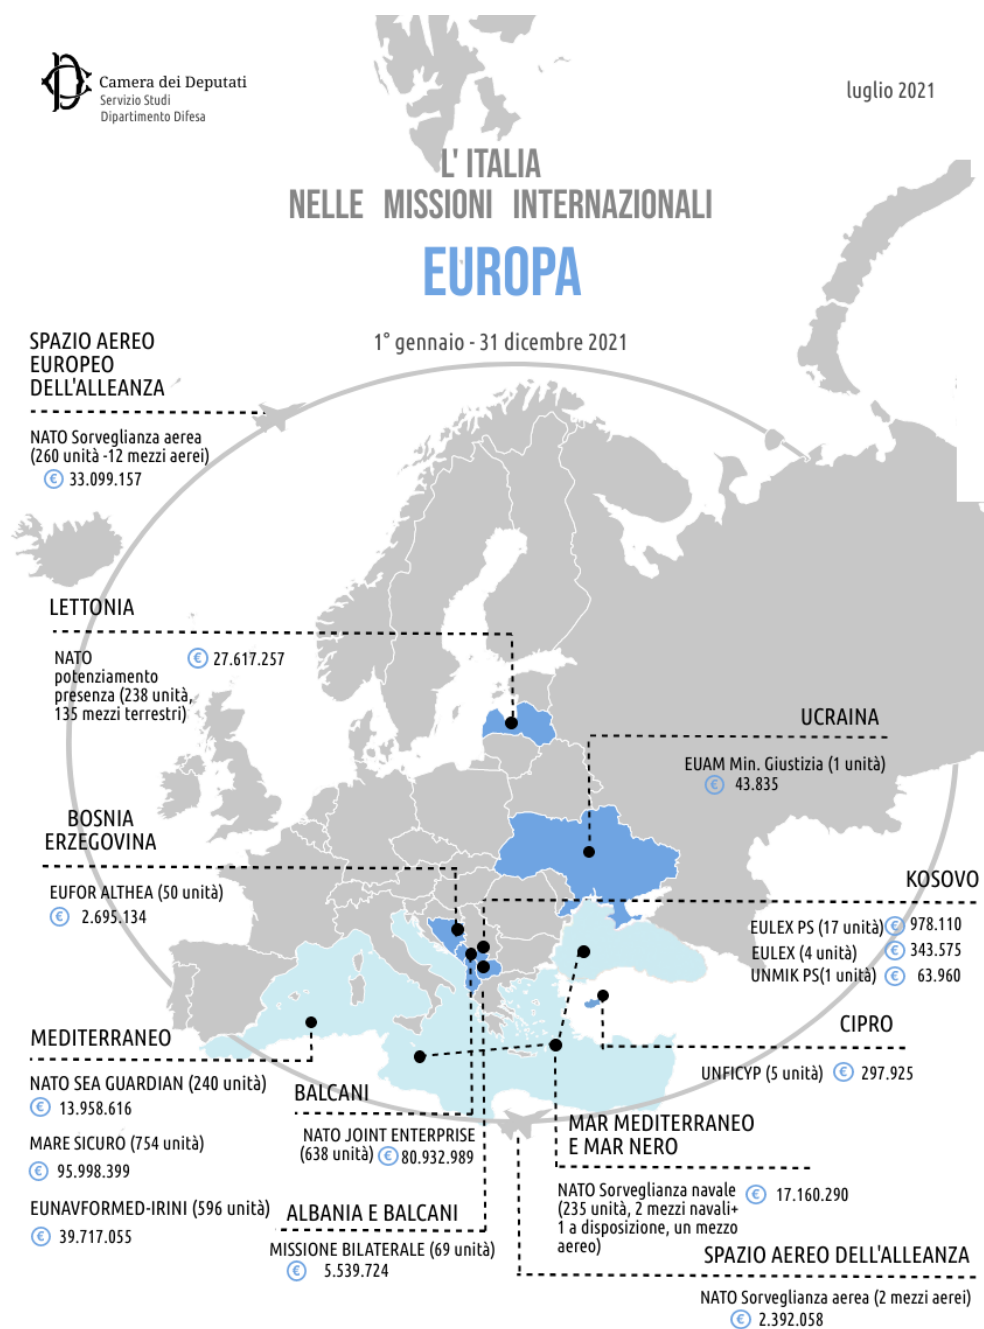 Camera dei Deputati
Servizio Studi
Dipartimento Difesa
luglio 2021
L' ITALIA
NELLE MISSIONI INTERNAZIONALI
EUROPA
1° gennaio - 31 dicembre 2021
SPAZIO AEREO
EUROPEO
DELL'ALLEANZA
NATO Sorveglianza aerea
(260 unità -12 mezzi aerei)
€ 33.099.157
LETTONIA
NATO
potenziamento
presenza (238 unità,
135 mezzi terrestri)
€ 27.617.257
UCRAINA
EUAM Min. Giustizia (1 unità)
€ 43.835
BOSNIA
ERZEGOVINA
EUFOR ALTHEA (50 unità)
€ 2.695.134
KOSOVO
EULEX PS (17 unità) € 978.110
EULEX (4 unità) € 343.575
UNMIK PS(1 unità) € 63.960
CIPRO
UNFICYP (5 unità) € 297.925
MEDITERRANEO
NATO SEA GUARDIAN (240 unità)
€ 13.958.616
MARE SICURO (754 unità)
€ 95.998.399
EUNAVFORMED-IRINI (596 unità)
€ 39.717.055
BALCANI
NATO JOINT ENTERPRISE
(638 unità) € 80.932.989
ALBANIA E BALCANI
MISSIONE BILATERALE (69 unità)
€ 5.539.724
MAR MEDITERRANEO
E MAR NERO
NATO Sorveglianza navale € 17.160.290
(235 unità, 2 mezzi navali+
1 a disposizione, un mezzo
aereo)
SPAZIO AEREO DELL'ALLEANZA
NATO Sorveglianza aerea (2 mezzi aerei)
€ 2.392.058